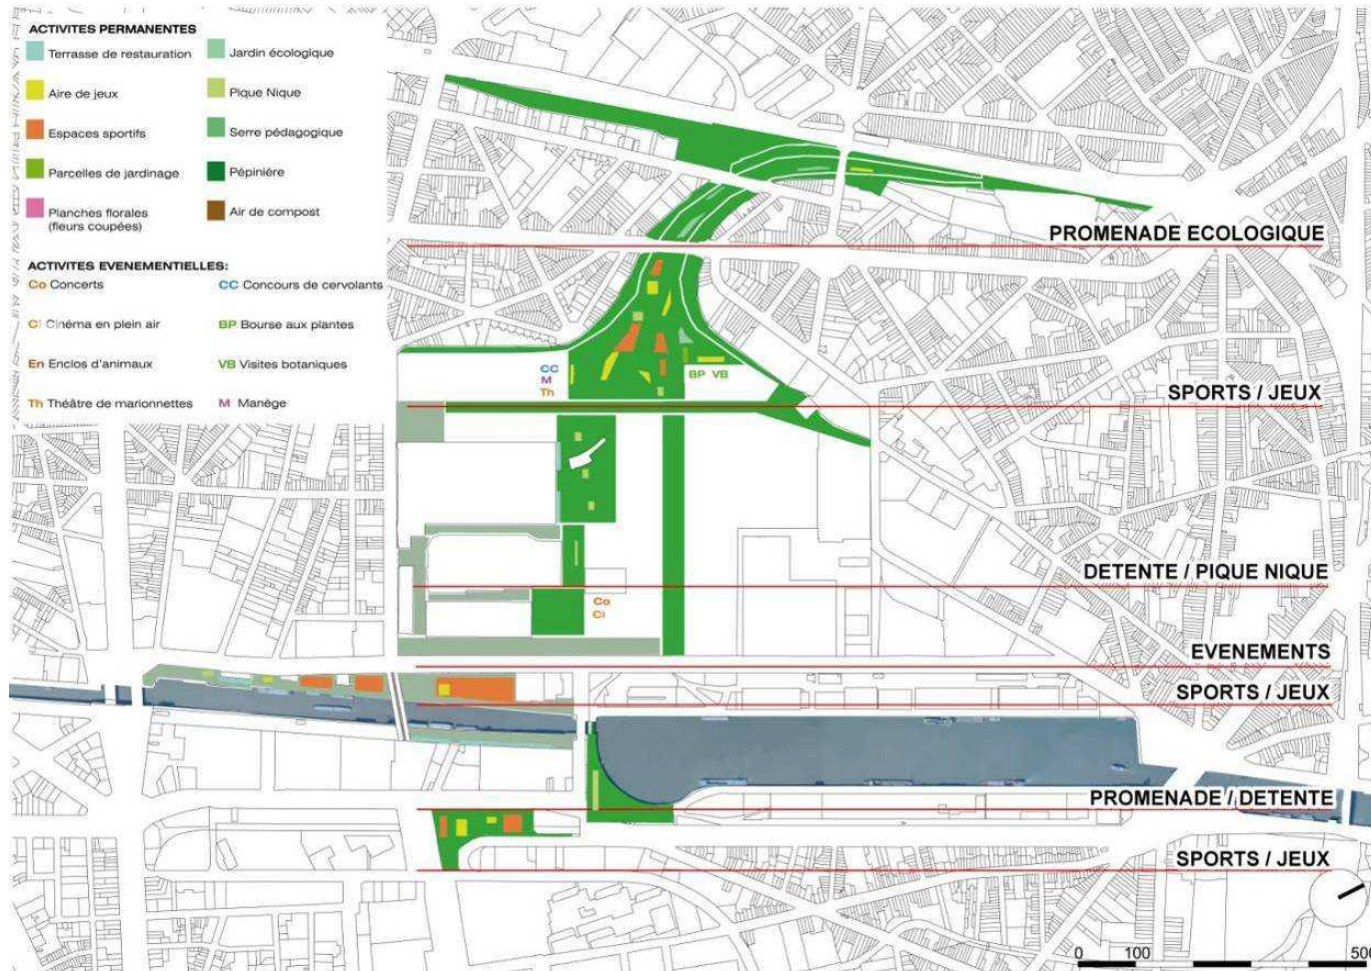 ACTIVITES PERMANENTES
Terrasse de restauration
Jardin écologique
Aire de jeux
Pique Nique
Espaces sportifs
Serre pédagogique
Parcelles de jardinage
Pépinière
Planches florales
(fleurs coupées)
Air de compost
ACTIVITES EVENEMENTIELLES:
Co Concerts
CC Concours de cervolants
Ci Cinéma en plein air
BP Bourse aux plantes
En Enclos d'animaux
VB Visites botaniques
Th Théâtre de marionnettes
M Manège
PROMENADE ECOLOGIQUE
CC
M
Th
BP VB
SPORTS / JEUX
DETENTE / PIQUE NIQUE
Co
Ci
EVENEMENTS
SPORTS / JEUX
PROMENADE / DETENTE
SPORTS / JEUX
0 100 500